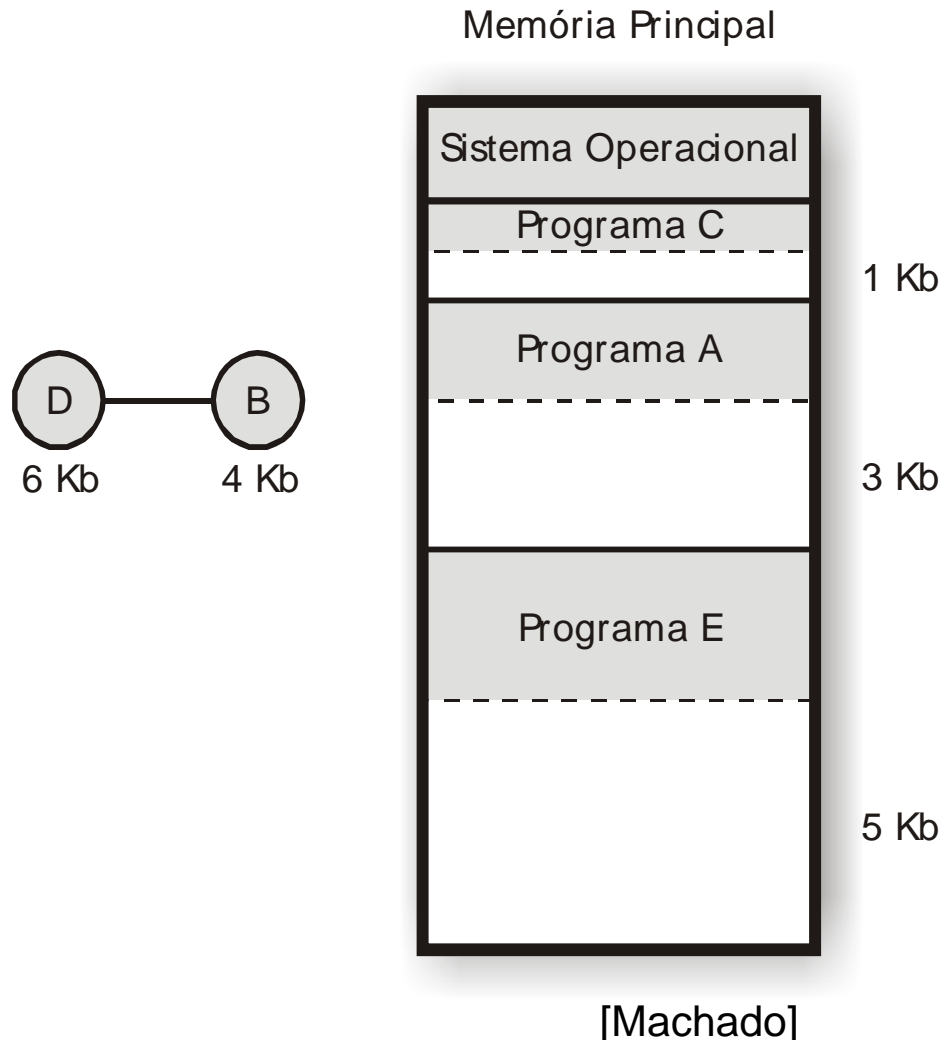 Memória Principal
Sistema Operacional
Programa C
1 Kb
Programa A
D
B
6 Kb
4 Kb
3 Kb
Programa E
5 Kb
[Machado]